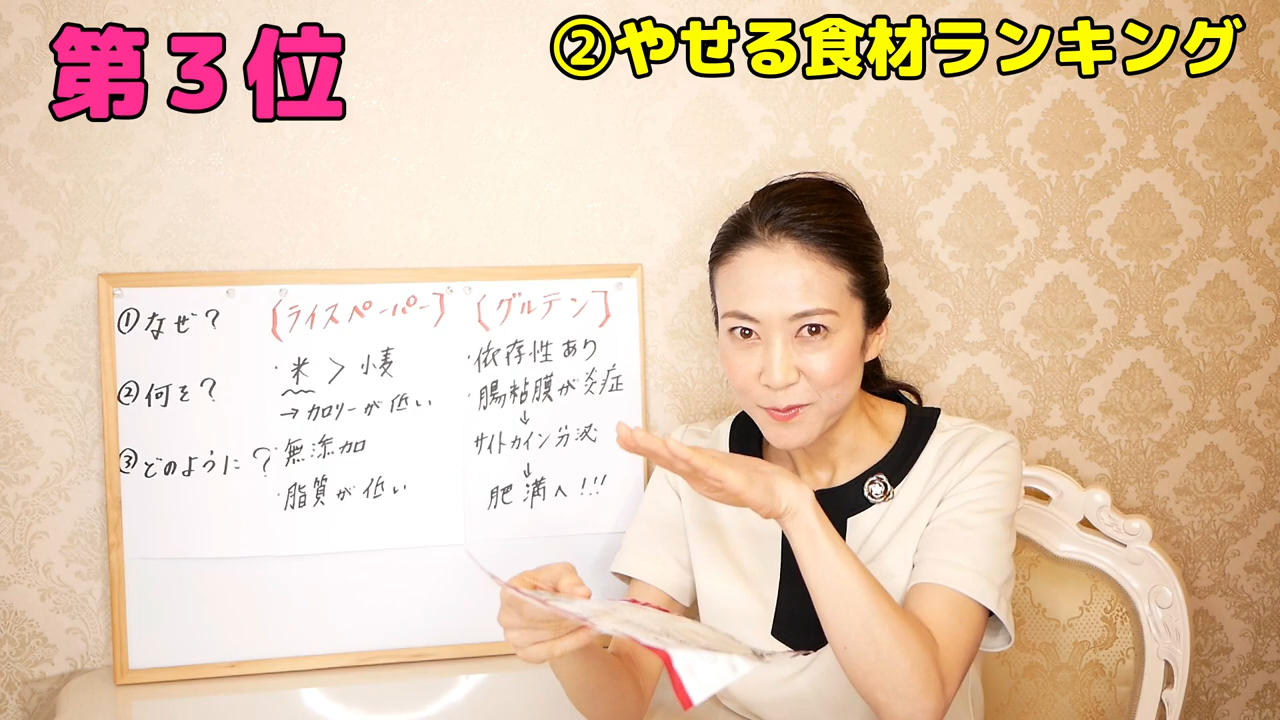 第3位
②やせる食材ランキング
①なぜ?
②何を?
③どのように?
【ライスペーパー】
・米 > 小麦
→カロリーが低い
・無添加
・脂質が低い
【グルテン】
・依存性あり
・腸粘膜が炎症
↓
サイトカイン分泌
↓
肥満へ!!!